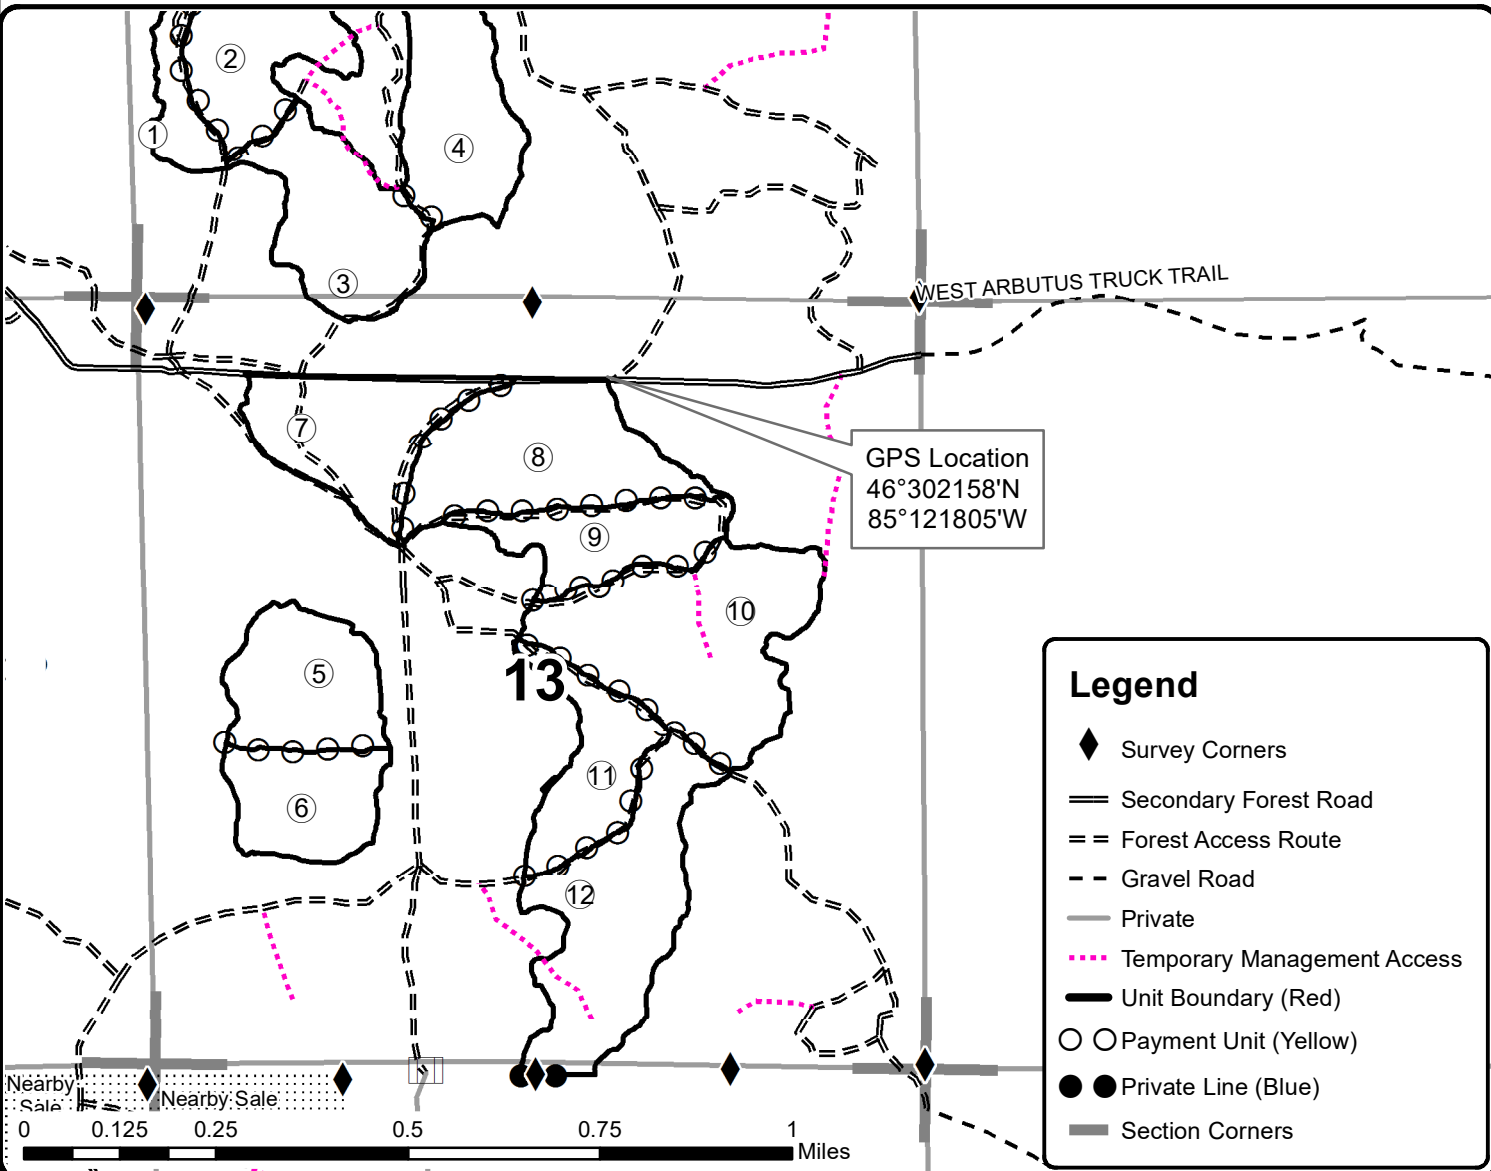 2
1
4
3
WEST ARBUTUS TRUCK TRAIL
7
8
GPS Location
46°302158'N
85°121805'W
9
10
5
13
11
6
12
Legend
Survey Corners
Secondary Forest Road
Forest Access Route
Gravel Road
Private
Temporary Management Access
Unit Boundary (Red)
Payment Unit (Yellow)
Private Line (Blue)
Section Corners
Nearby
Sale
Nearby Sale
0 0.125 0.25 0.5 0.75 1
Miles